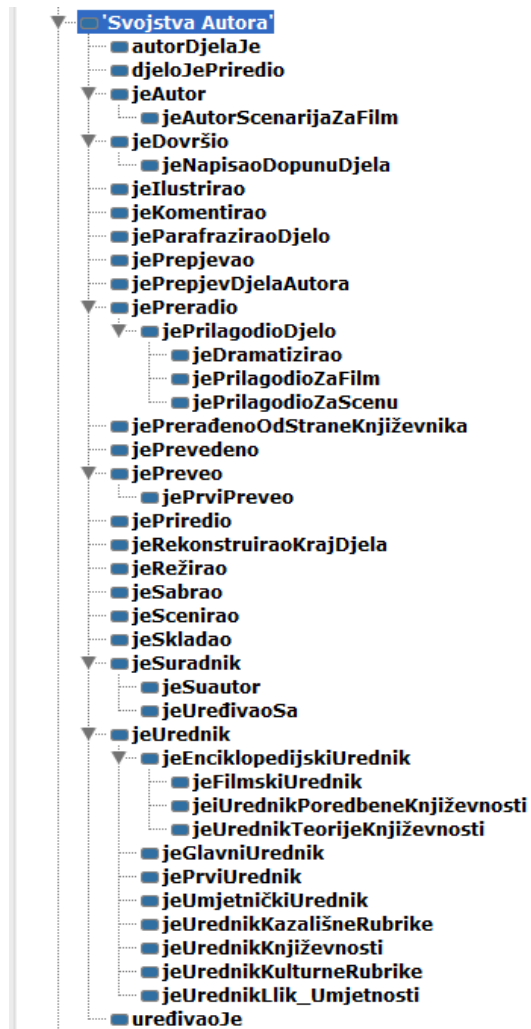 'Svojstva Autora'
autorDjelaJe
djeloJePriredio
jeAutor
jeAutorScenarijaZaFilm
jeDovršio
jeNapisaoDopunuDjela
jeIlustrirao
jeKomentirao
jeParafraziraoDjelo
jePrepjevao
jePrepjevDjelaAutora
jePreradio
jePrilagodioDjelo
jeDramatizirao
jePrilagodioZaFilm
jePrilagodioZaScenu
jePrerađenoOdStraneKnjiževnika
jePrevedeno
jePreveo
jePrviPreveo
jePriredio
jeRekonstruiraoKrajDjela
jeRežirao
jeSabrao
jeScenirao
jeSkladao
jeSuradnik
jeSuautor
jeUređivaoSa
jeUrednik
jeEnciklopedijskiUrednik
jeFilmskiUrednik
jeiUrednikPoredbeneKnjiževnosti
jeUrednikTeorijeKnjiževnosti
jeGlavniUrednik
jePrviUrednik
jeUmjetničkiUrednik
jeUrednikKazališneRubrike
jeUrednikKnjiževnosti
jeUrednikKulturneRubrike
jeUrednikLlik_Umjetnosti
uređivaoJe